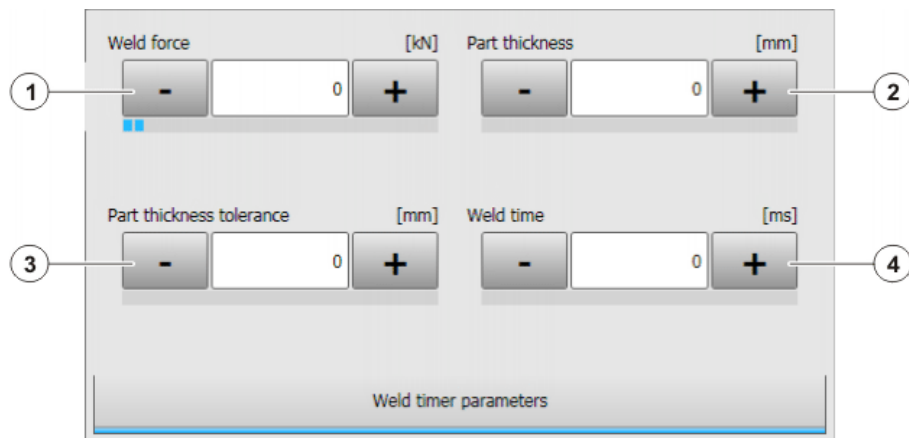 Weld force [kN] Part thickness [mm]
1 - 0 + - 0 + 2
Part thickness tolerance [mm] Weld time [ms]
3 - 0 + - 0 + 4
Weld timer parameters